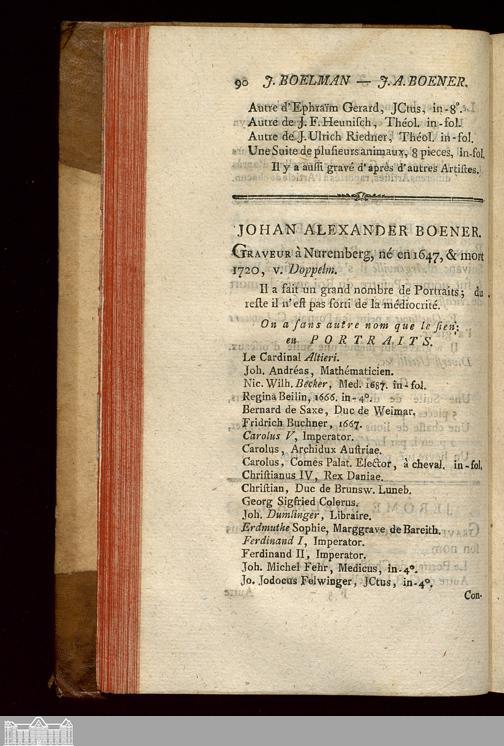 90 J. BOELMAN — J. A. BOENER.
Autre d'Ephraïm Gerard, JCtus, in-8°.
Autre de J. F. Heunisch, Théol. in-fol.
Autre de J. Ulrich Riedner, Théol. in-fol.
Une Suite de plusieurs animaux, 8 pieces, in-fol.
Il y a aussi gravé d'après d'autres Artistes.
JOHAN ALEXANDER BOENER.
GRAVEUR à Nuremberg, né en 1647, & mort
1720, v. Doppelm.
Il a fait un grand nombre de Portraits; du
reste il n'est pas sorti de la médiocrité.
On a sans autre nom que le sien;
en PORTRAITS.
Le Cardinal Altieri.
Joh. Andréas, Mathématicien.
Nic. Wilh. Becker, Med. 1687. in-fol.
Regina Beilin, 1666. in-4°.
Bernard de Saxe, Duc de Weimar.
Fridrich Buchner, 1667.
Carolus V, Imperator.
Carolus, Archidux Austriae.
Carolus, Comes Palat. Elector, à cheval. in-fol.
Christianus IV, Rex Daniae.
Christian, Duc de Brunsw. Luneb.
Georg Sigfried Colerus.
Joh. Dumlinger, Libraire.
Erdmuthe Sophie, Marggrave de Bareith.
Ferdinand I, Imperator.
Ferdinand II, Imperator.
Joh. Michel Fehr, Medicus, in-4°.
Jo. Jodocus Felwinger, JCtus, in-4°.
Con-